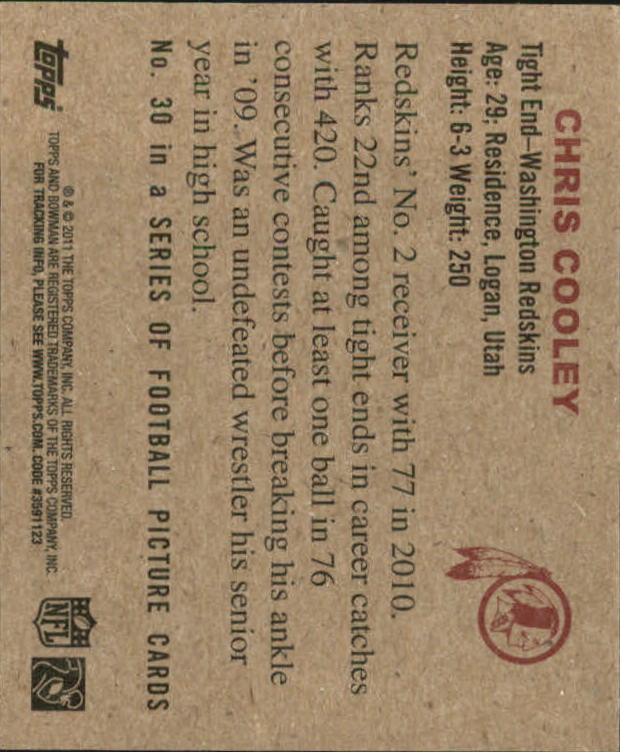 CHRIS COOLEY
Tight End–Washington Redskins
Age: 29, Residence, Logan, Utah
Height: 6-3 Weight: 250
Redskins' No. 2 receiver with 77 in 2010.
Ranks 22nd among tight ends in career catches
with 420. Caught at least one ball in 76
consecutive contests before breaking his ankle
in '09. Was an undefeated wrestler his senior
year in high school.
No. 30 in a SERIES OF FOOTBALL PICTURE CARDS
topps
® & © 2011 THE TOPPS COMPANY, INC. ALL RIGHTS RESERVED.
TOPPS AND BOWMAN ARE REGISTERED TRADEMARKS OF THE TOPPS COMPANY, INC.
FOR TRACKING INFO, PLEASE SEE WWW.TOPPS.COM. CODE #3591123
NFL